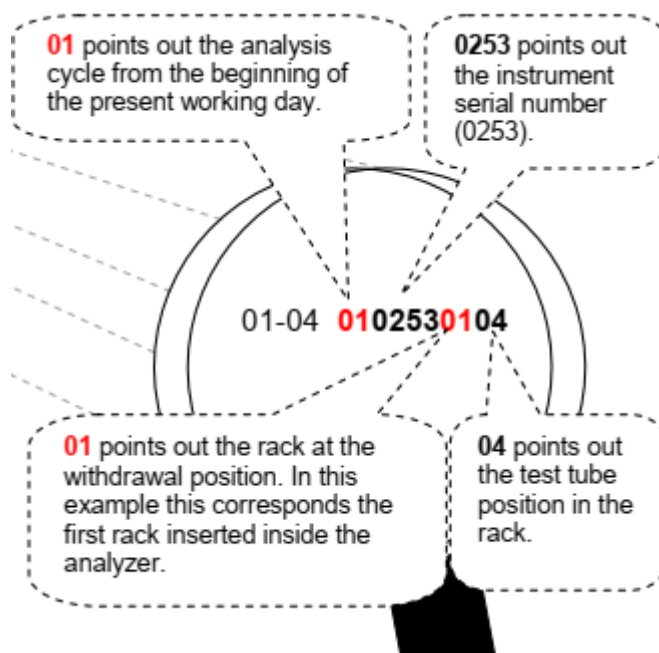 01 points out the analysis
cycle from the beginning of
the present working day.
0253 points out
the instrument
serial number
(0253).
01-04 0102530104
01 points out the rack at the
withdrawal position. In this
example this corresponds the
first rack inserted inside the
analyzer.
04 points out
the test tube
position in the
rack.